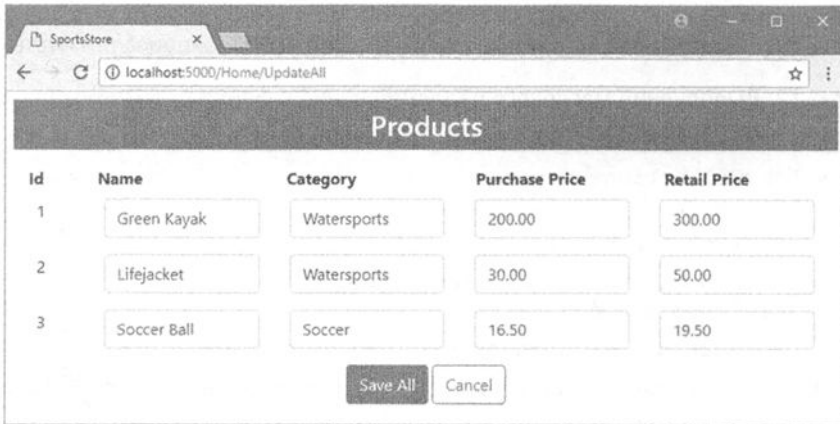 SportsStore
localhost:5000/Home/UpdateAll
Products
Id Name Category Purchase Price Retail Price
1 Green Kayak Watersports 200.00 300.00
2 Lifejacket Watersports 30.00 50.00
3 Soccer Ball Soccer 16.50 19.50
Save All Cancel